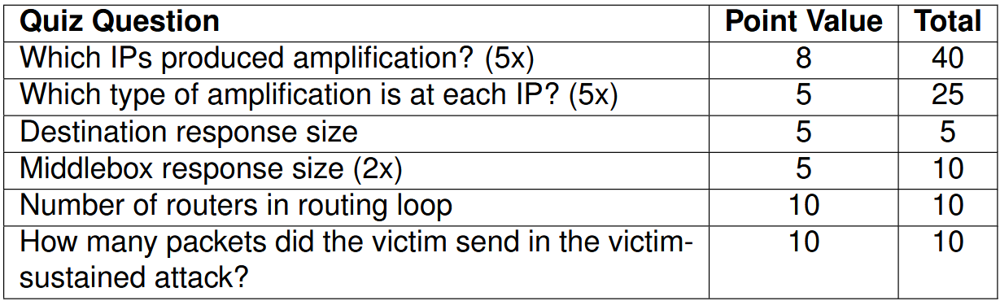 Quiz Question Point Value Total
Which IPs produced amplification? (5x) 8 40
Which type of amplification is at each IP? (5x) 5 25
Destination response size 5 5
Middlebox response size (2x) 5 10
Number of routers in routing loop 10 10
How many packets did the victim send in the victim- 10 10
sustained attack?